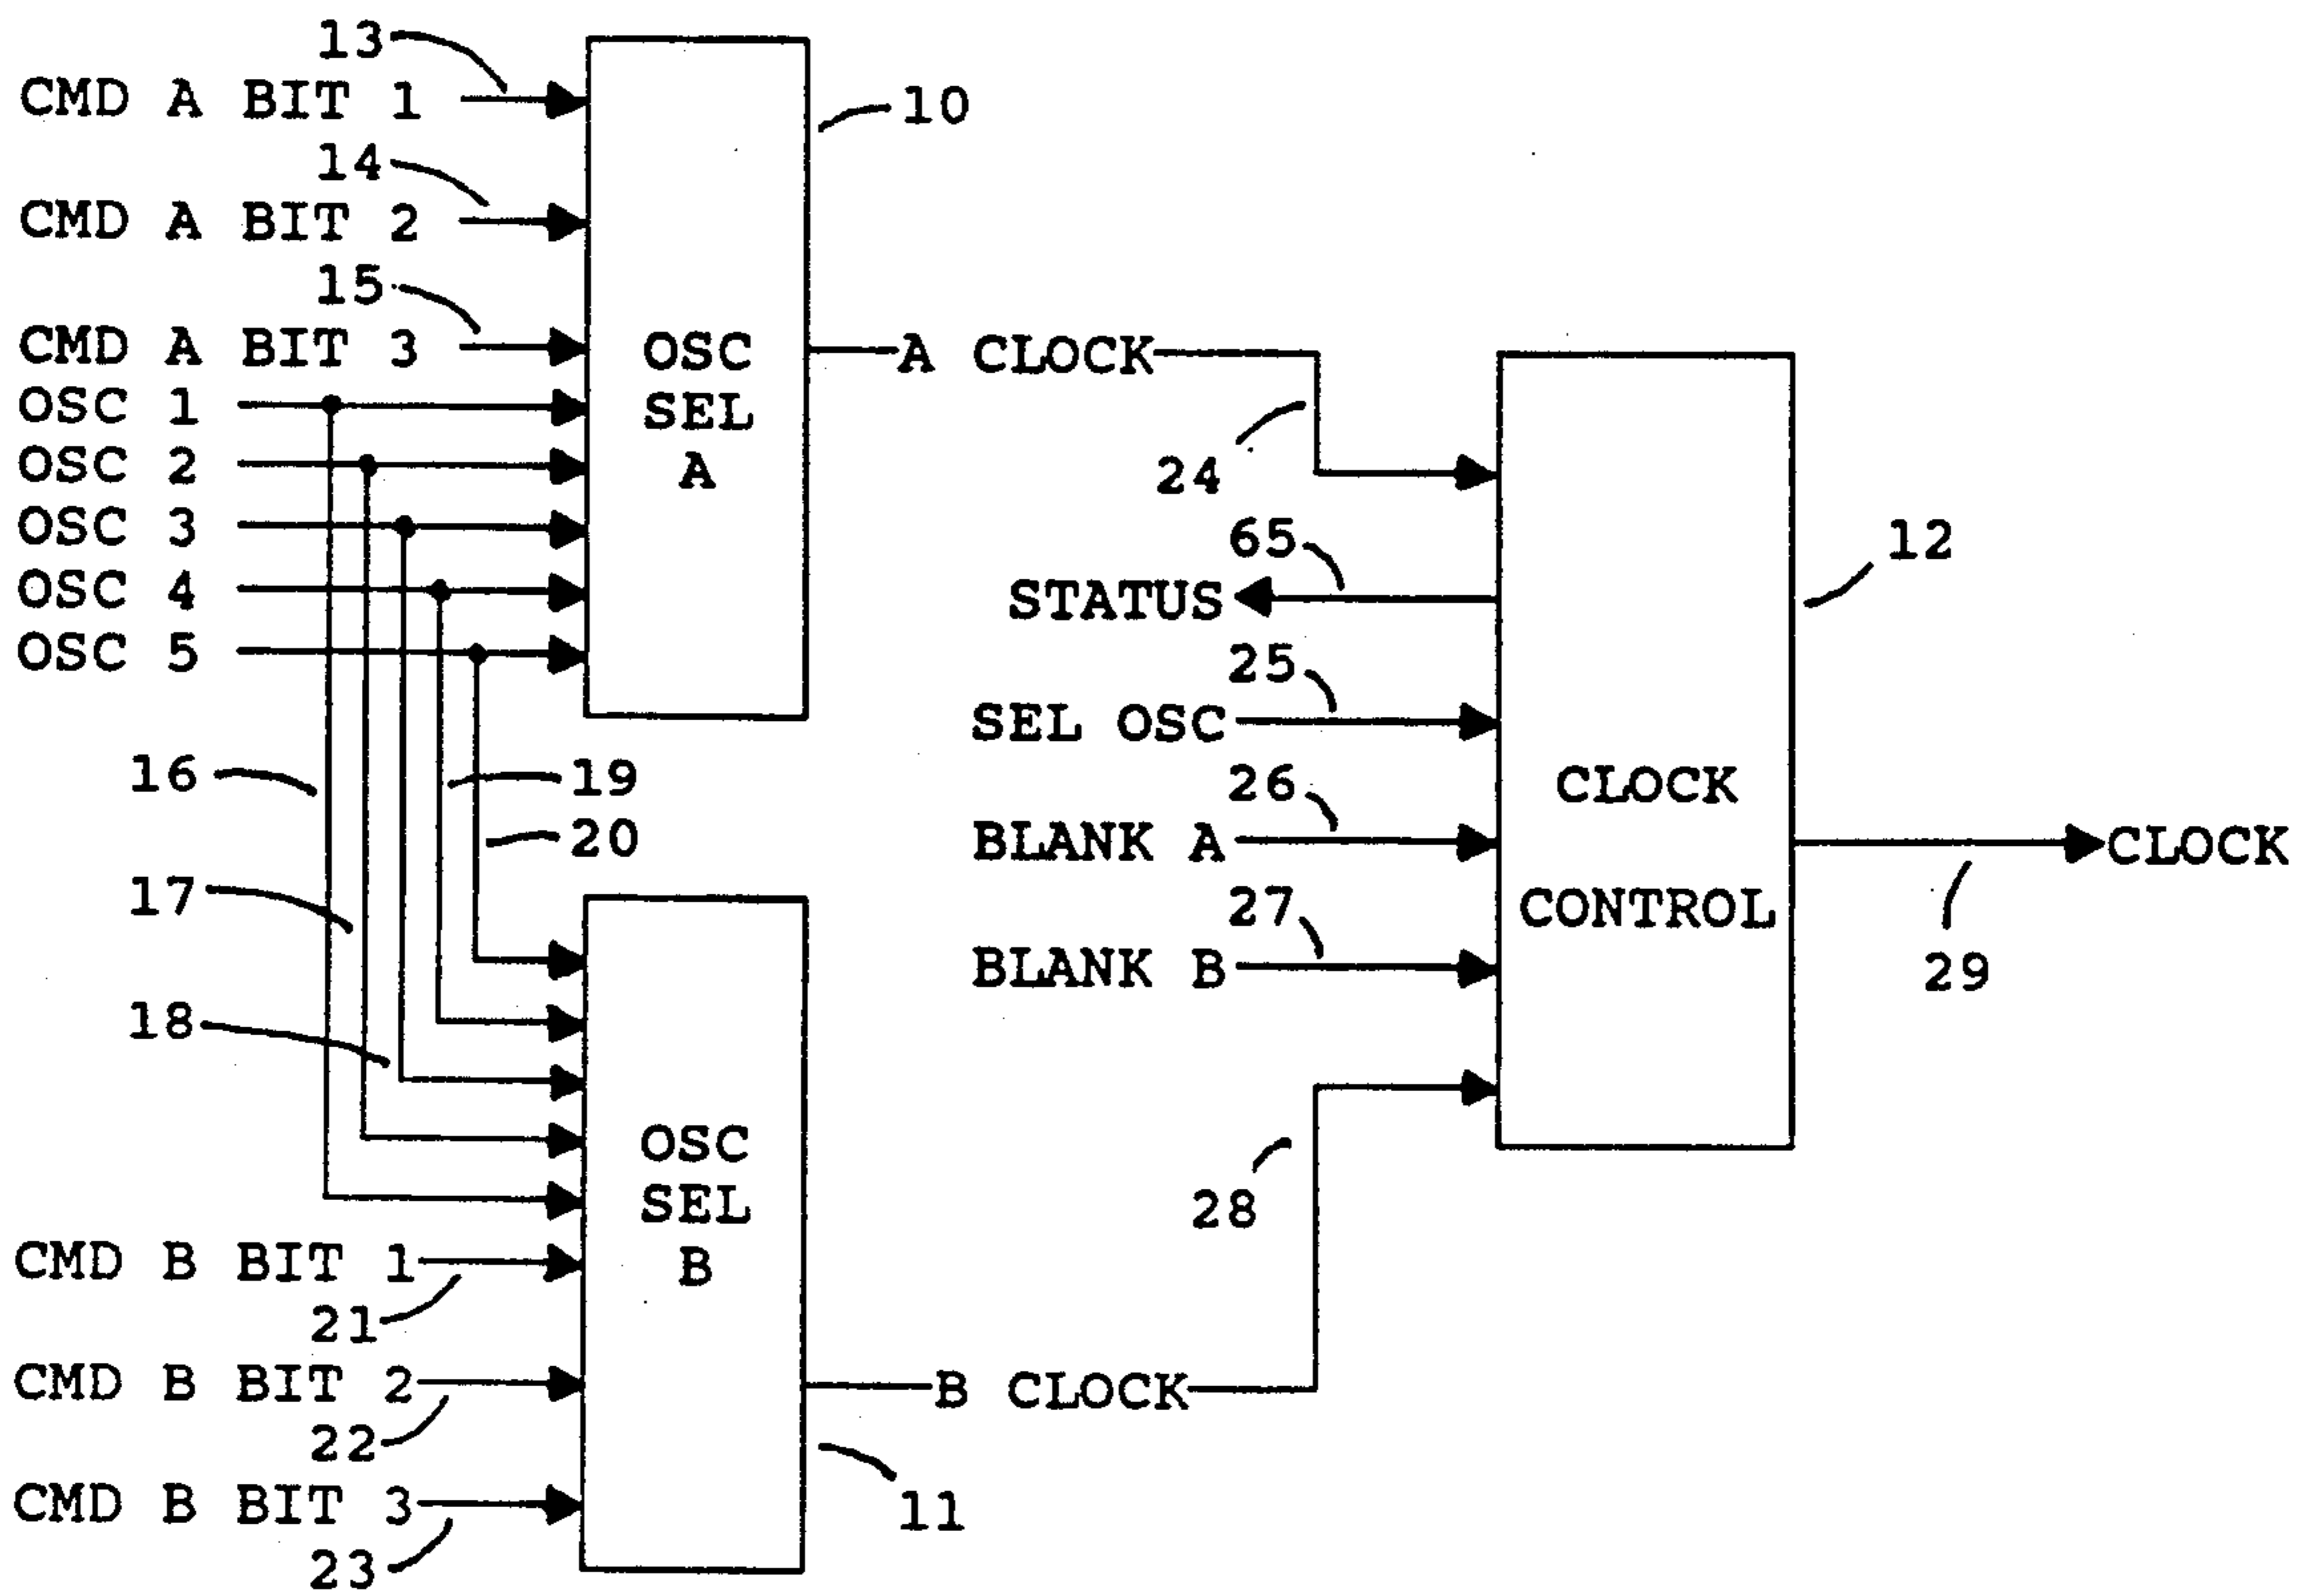 13
CMD A BIT 1
10
14
CMD A BIT 2
15
CMD A BIT 3
OSC 1
OSC 2
OSC 3
OSC 4
OSC 5
OSC
SEL
A
A CLOCK
24
65
STATUS
12
25
SEL OSC
26
BLANK A
27
BLANK B
CLOCK
CONTROL
CLOCK
29
16
19
20
17
18
OSC
SEL
B
28
CMD B BIT 1
21
CMD B BIT 2
22
B CLOCK
CMD B BIT 3
23
11